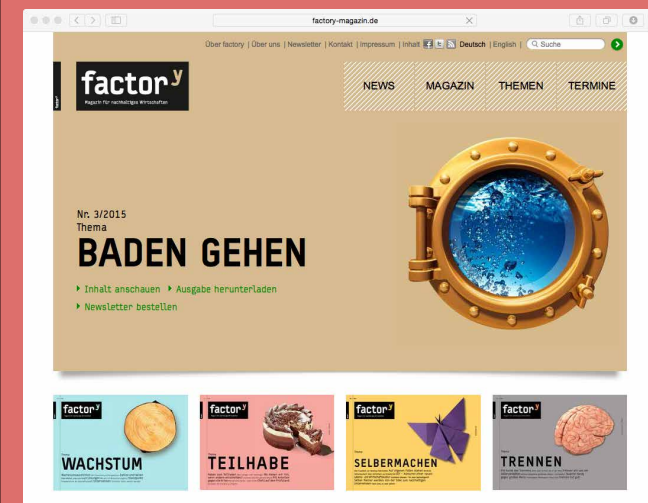 factory-magazin.de
Über factory | Über uns | Newsletter | Kontakt | Impressum | Inhalt Deutsch | English | Suche
factory
Magazin für nachhaltiges Wirtschaften
NEWS MAGAZIN THEMEN TERMINE
Nr. 3/2015
Thema
BADEN GEHEN
Inhalt anschauen Ausgabe herunterladen
Newsletter bestellen
factory
WACHSTUM
factory
TEILHABE
factory
SELBERMACHEN
factory
TRENNEN